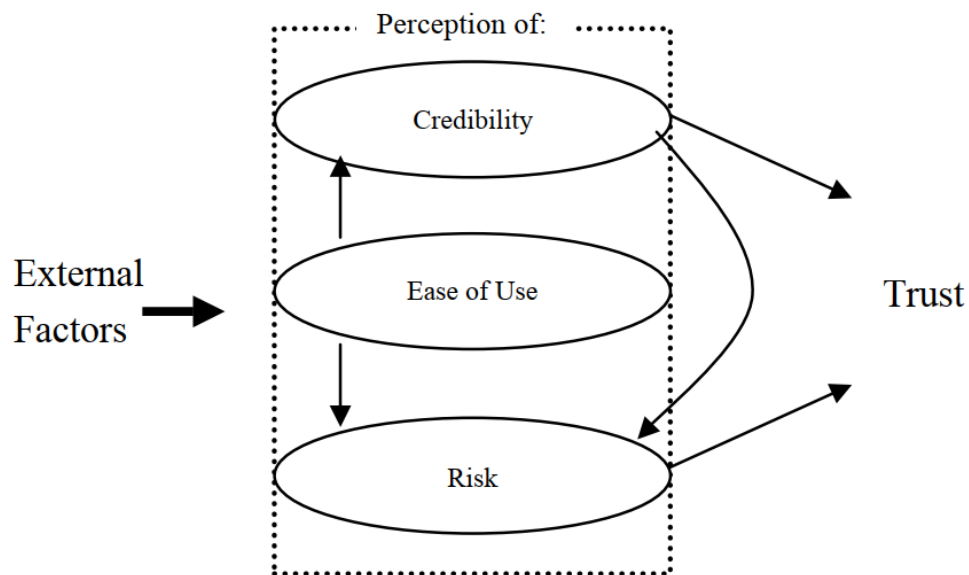 Perception of:
Credibility
External
Factors
Ease of Use
Trust
Risk